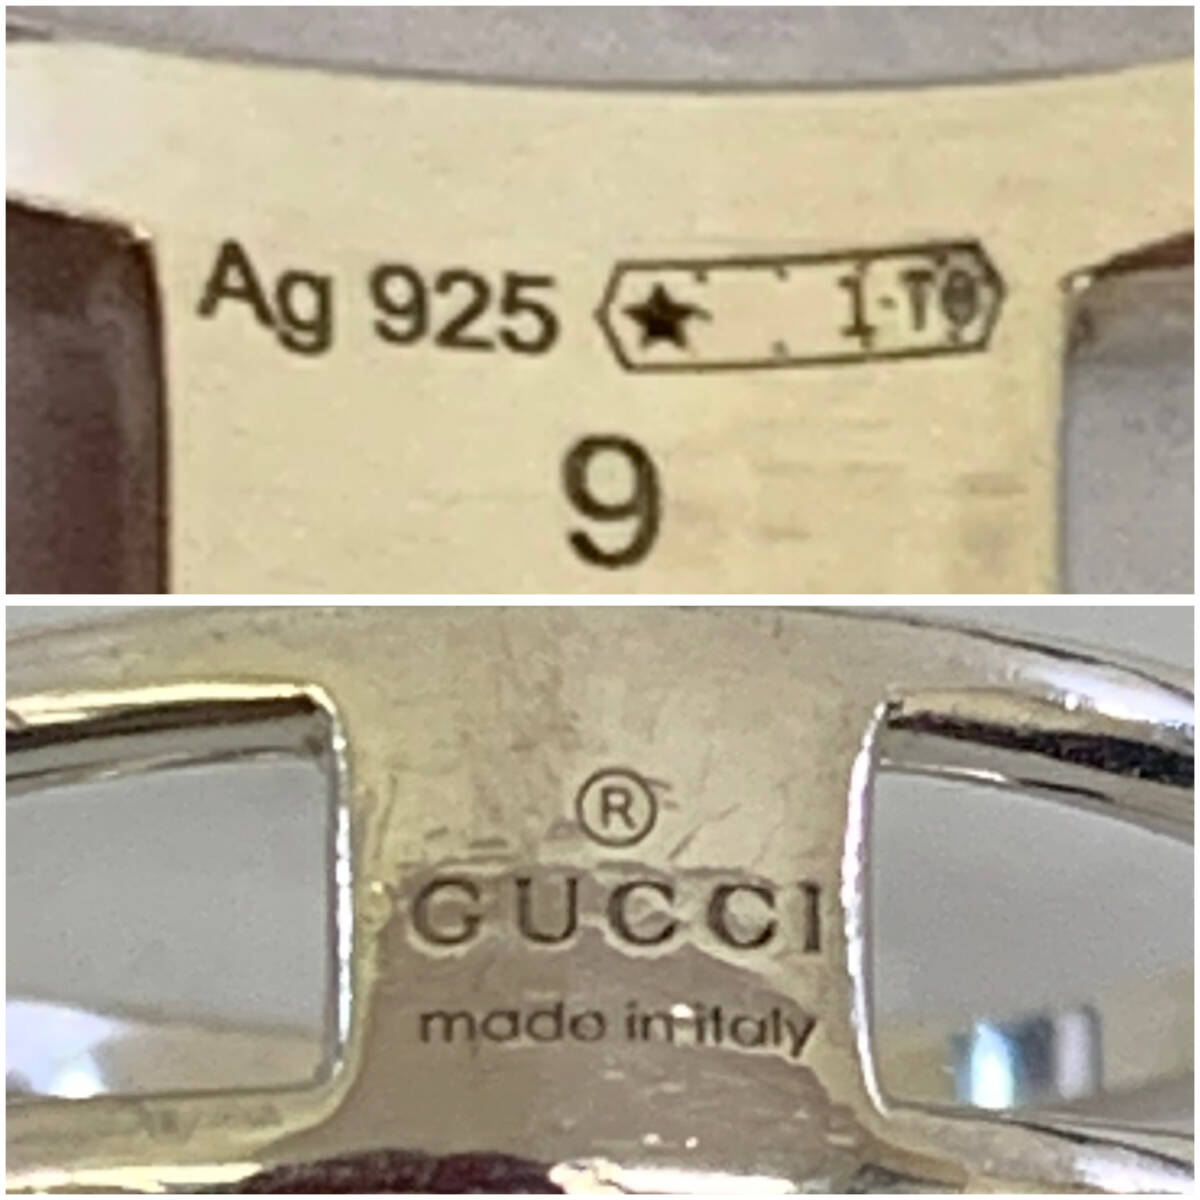 Ag 925 ★ 1·TO
9
®
GUCCI
made in italy